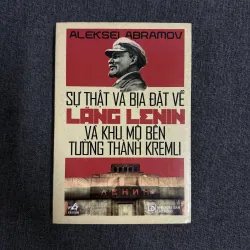 ALEKSEI ABRAMOV
SỰ THẬT VÀ BỊA ĐẶT VỀ
LĂNG LENIN
VÀ KHU MỘ BÊN
TƯỜNG THÀNH KREMLI
ЛЕНИН